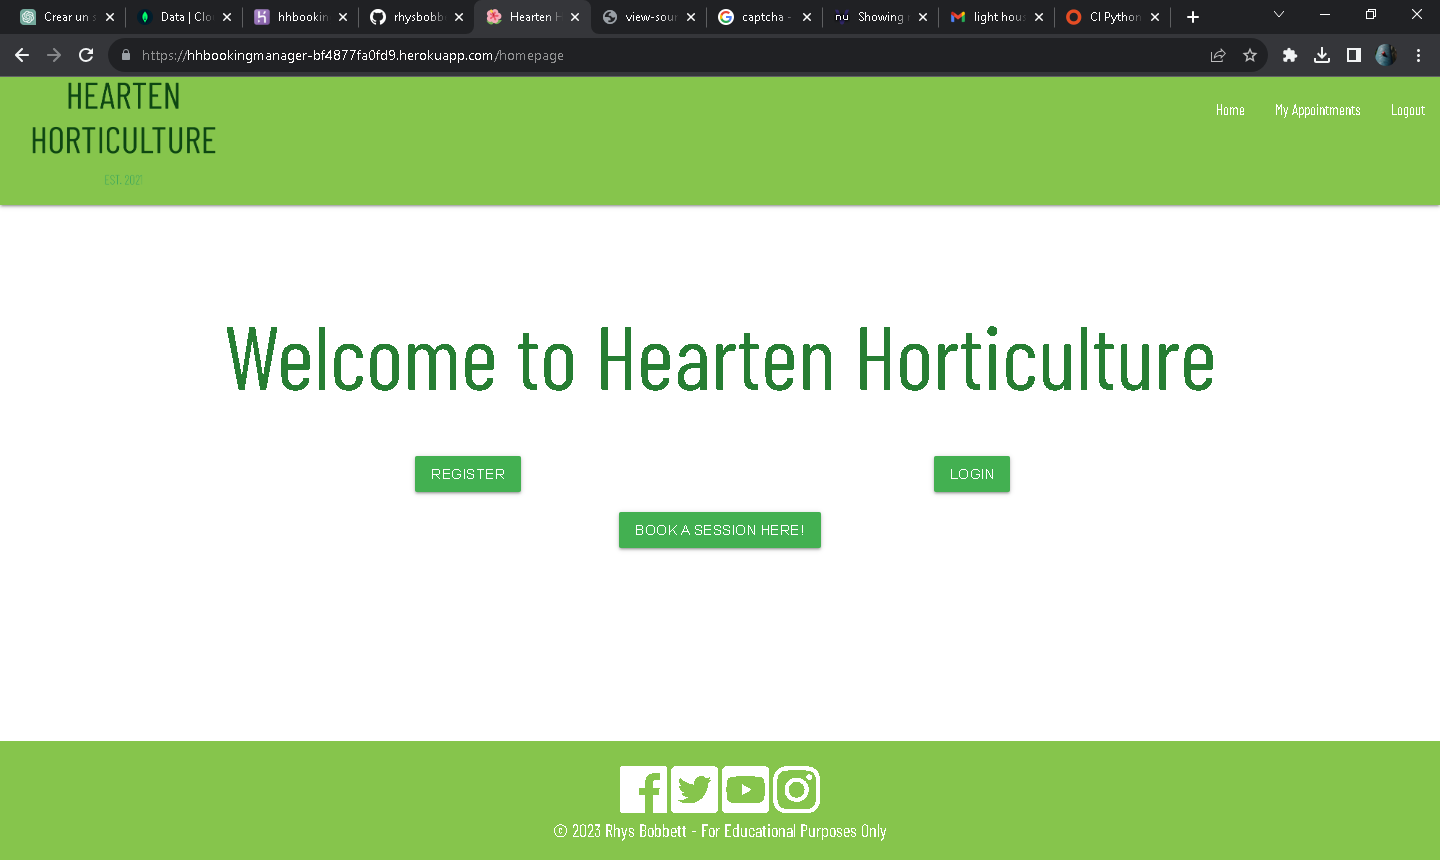 Crear un s
Data | Clo
hhbookin
rhysbobb
Hearten H
view-sour
captcha -
Showing
light hous
CI Python
https://hhbookingmanager-bf4877fa0fd9.herokuapp.com/homepage
HEARTEN
HORTICULTURE
EST. 2021
Home
My Appointments
Logout
Welcome to Hearten Horticulture
REGISTER
LOGIN
BOOK A SESSION HERE!
© 2023 Rhys Bobbett - For Educational Purposes Only